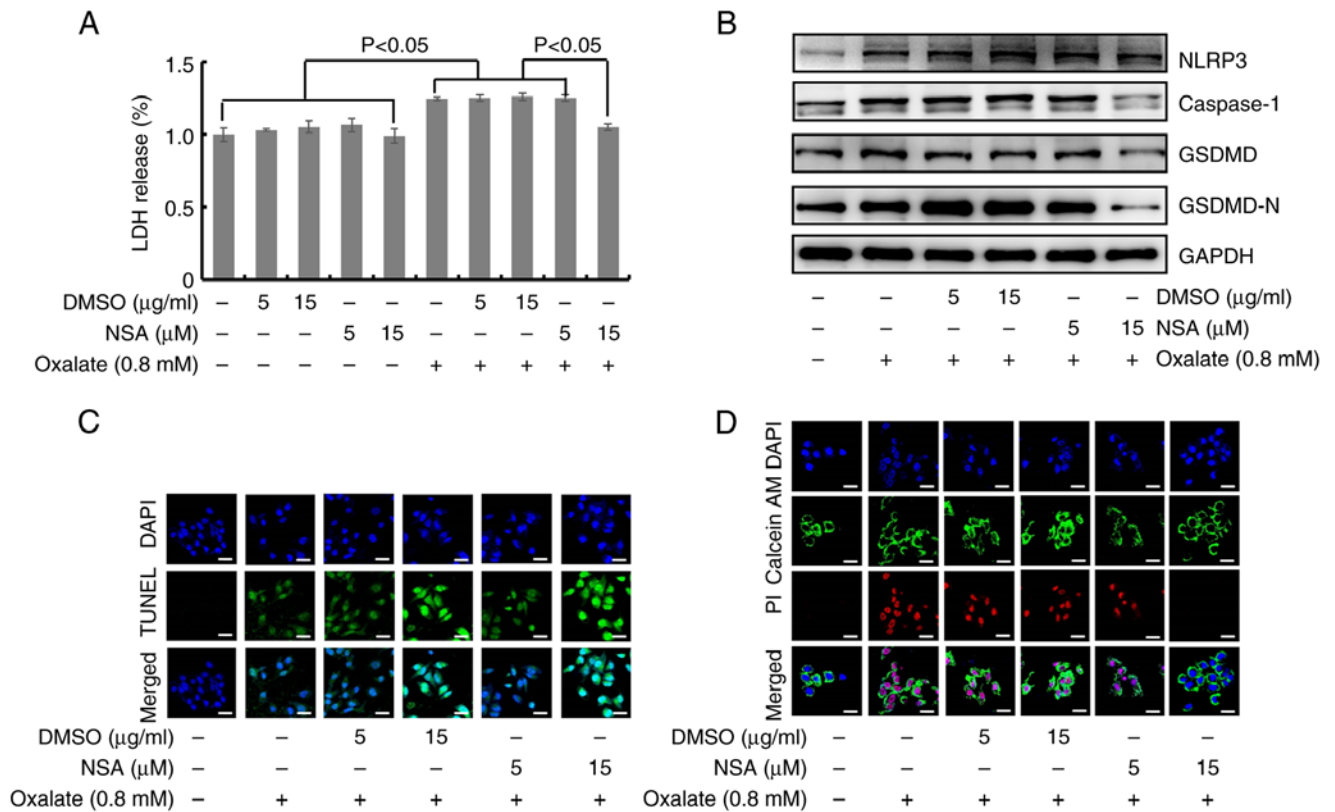 A
P<0.05 P<0.05
LDH release (%)
1.5
1.0
0.5
0
DMSO (μg/ml) – 5 15 – – – 5 15 – –
NSA (μM) – – – 5 15 – – – 5 15
Oxalate (0.8 mM) – – – – – + + + + +
B
NLRP3
Caspase-1
GSDMD
GSDMD-N
GAPDH
– – 5 15 – – DMSO (μg/ml)
– – – – 5 15 NSA (μM)
– + + + + + Oxalate (0.8 mM)
C
DAPI
TUNEL
Merged
DMSO (μg/ml) – – 5 15 – –
NSA (μM) – – – – 5 15
Oxalate (0.8 mM) – + + + + +
D
DAPI
Calcein AM
PI
Merged
DMSO (μg/ml) – – 5 15 – –
NSA (μM) – – – – 5 15
Oxalate (0.8 mM) – + + + + +